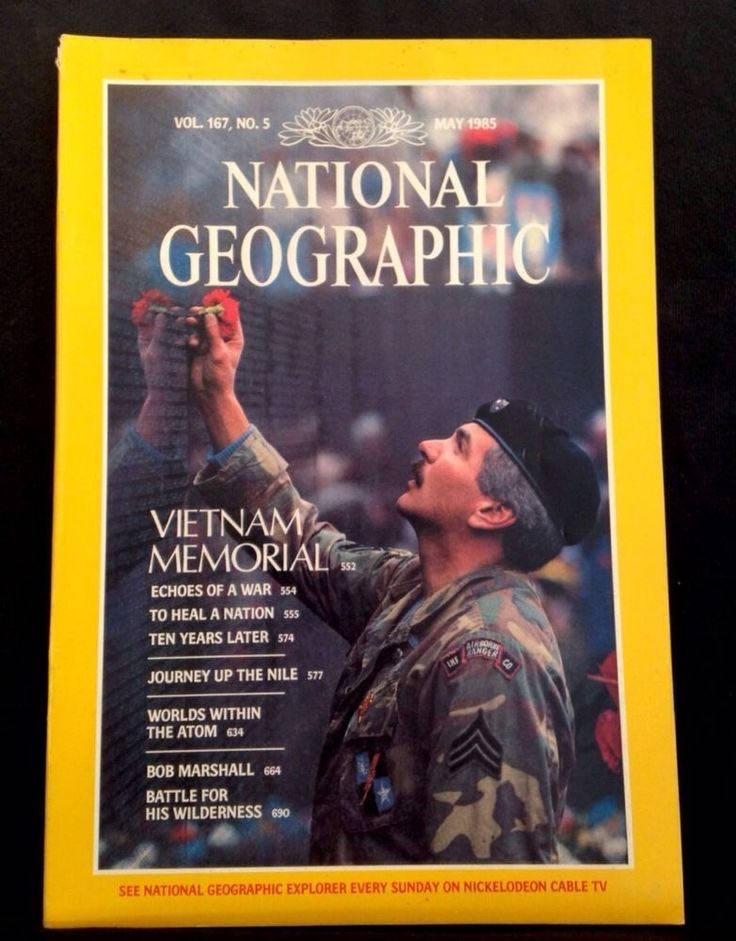 VOL. 167, NO. 5 MAY 1985
NATIONAL
GEOGRAPHIC
VIETNAM
MEMORIAL 552
ECHOES OF A WAR 554
TO HEAL A NATION 555
TEN YEARS LATER 574
JOURNEY UP THE NILE 577
WORLDS WITHIN
THE ATOM 634
BOB MARSHALL 664
BATTLE FOR
HIS WILDERNESS 690
AIRBORNE
INF RANGER CO
SEE NATIONAL GEOGRAPHIC EXPLORER EVERY SUNDAY ON NICKELODEON CABLE TV